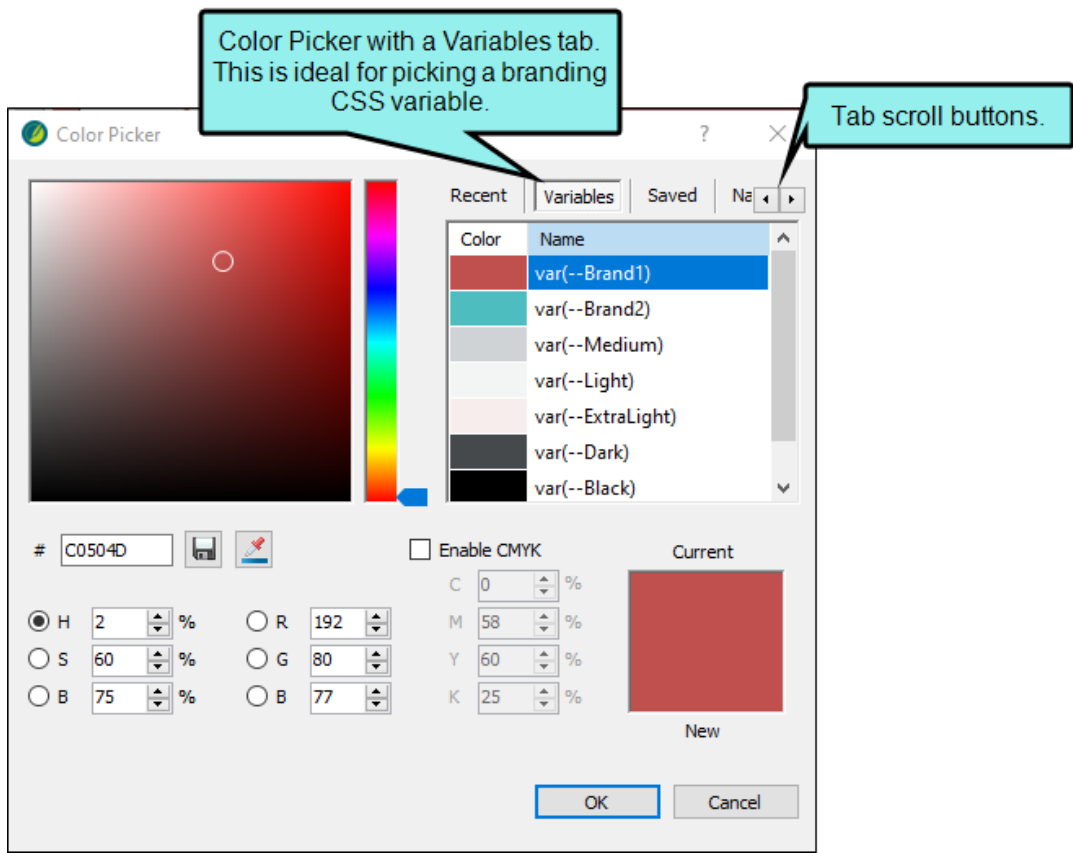 Color Picker with a Variables tab.
This is ideal for picking a branding
CSS variable.
Tab scroll buttons.
Color Picker ?
Recent Variables Saved Na
Color Name
var(--Brand1)
var(--Brand2)
var(--Medium)
var(--Light)
var(--ExtraLight)
var(--Dark)
var(--Black)
# C0504D
Enable CMYK
Current
C 0 %
H 2 % R 192 M 58 %
S 60 % G 80 Y 60 %
B 75 % B 77 K 25 %
New
OK Cancel